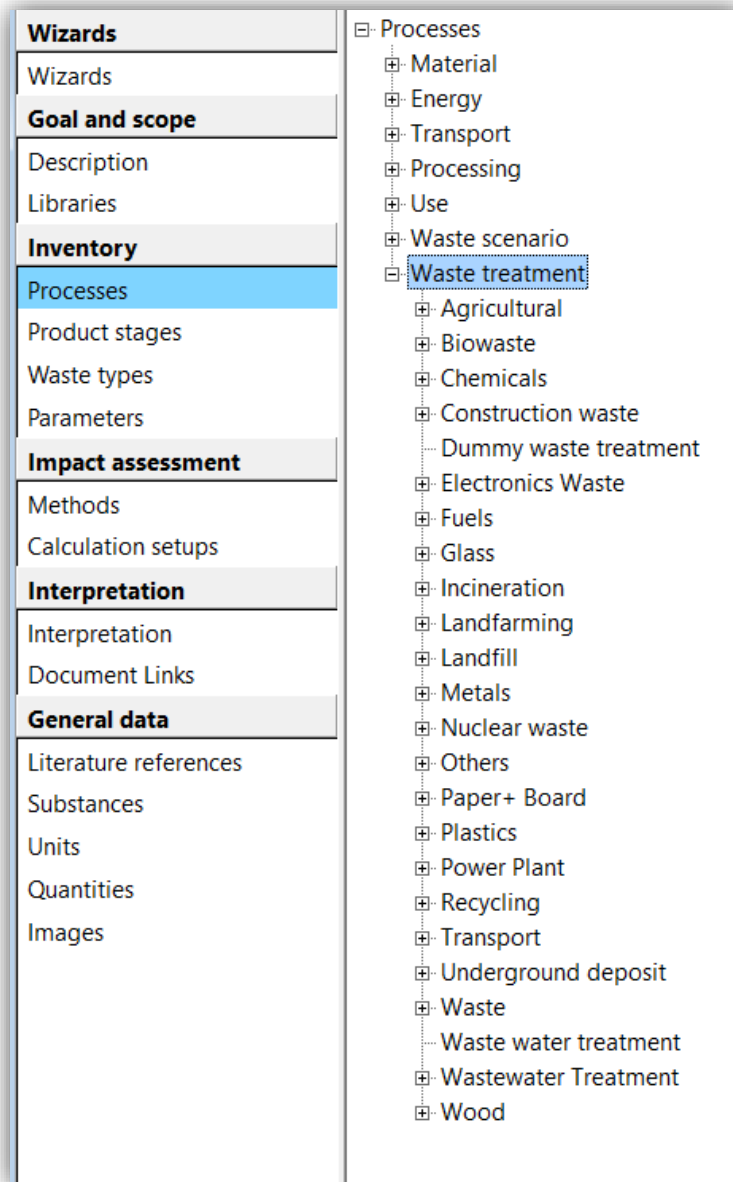 Wizards
Wizards
Goal and scope
Description
Libraries
Inventory
Processes
Product stages
Waste types
Parameters
Impact assessment
Methods
Calculation setups
Interpretation
Interpretation
Document Links
General data
Literature references
Substances
Units
Quantities
Images
Processes
Material
Energy
Transport
Processing
Use
Waste scenario
Waste treatment
Agricultural
Biowaste
Chemicals
Construction waste
Dummy waste treatment
Electronics Waste
Fuels
Glass
Incineration
Landfarming
Landfill
Metals
Nuclear waste
Others
Paper+ Board
Plastics
Power Plant
Recycling
Transport
Underground deposit
Waste
Waste water treatment
Wastewater Treatment
Wood